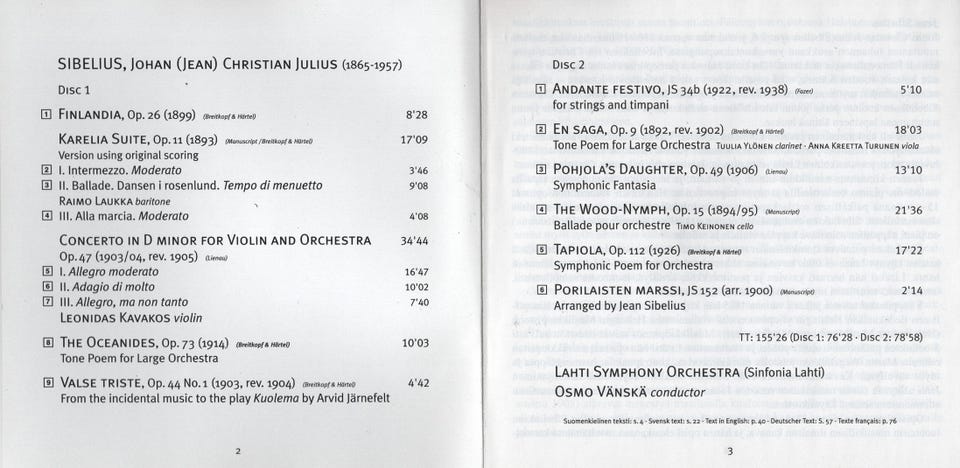 SIBELIUS, JOHAN (JEAN) CHRISTIAN JULIUS (1865-1957)
DISC 1
1 FINLANDIA, OP. 26 (1899) (Breitkopf & Härtel) 8'28
KARELIA SUITE, OP. 11 (1893) (Manuscript /Breitkopf & Härtel) 17'09
Version using original scoring
2 I. Intermezzo. Moderato 3'46
3 II. Ballade. Dansen i rosenlund. Tempo di menuetto 9'08
RAIMO LAUKKA baritone
4 III. Alla marcia. Moderato 4'08
CONCERTO IN D MINOR FOR VIOLIN AND ORCHESTRA 34'44
Op. 47 (1903/04, rev. 1905) (Lienau)
5 I. Allegro moderato 16'47
6 II. Adagio di molto 10'02
7 III. Allegro, ma non tanto 7'40
LEONIDAS KAVAKOS violin
8 THE OCEANIDES, OP. 73 (1914) (Breitkopf & Härtel) 10'03
Tone Poem for Large Orchestra
9 VALSE TRISTE, OP. 44 NO. 1 (1903, rev. 1904) (Breitkopf & Härtel) 4'42
From the incidental music to the play Kuolema by Arvid Järnefelt
2
DISC 2
1 ANDANTE FESTIVO, JS 34b (1922, rev. 1938) (Fazer) 5'10
for strings and timpani
2 EN SAGA, OP. 9 (1892, rev. 1902) (Breitkopf & Härtel) 18'03
Tone Poem for Large Orchestra TUULIA YLÖNEN clarinet · ANNA KREETTA TURUNEN viola
3 POHJOLA'S DAUGHTER, OP. 49 (1906) (Lienau) 13'10
Symphonic Fantasia
4 THE WOOD-NYMPH, OP. 15 (1894/95) (Manuscript) 21'36
Ballade pour orchestre TIMO KEINONEN cello
5 TAPIOLA, OP. 112 (1926) (Breitkopf & Härtel) 17'22
Symphonic Poem for Orchestra
6 PORILAISTEN MARSSI, JS 152 (arr. 1900) (Manuscript) 2'14
Arranged by Jean Sibelius
TT: 155'26 (DISC 1: 76'28 · DISC 2: 78'58)
LAHTI SYMPHONY ORCHESTRA (Sinfonia Lahti)
OSMO VÄNSKÄ conductor
Suomenkielinen teksti: s. 4 · Svensk text: s. 22 · Text in English: p. 40 · Deutscher Text: S. 57 · Texte français: p. 76
3